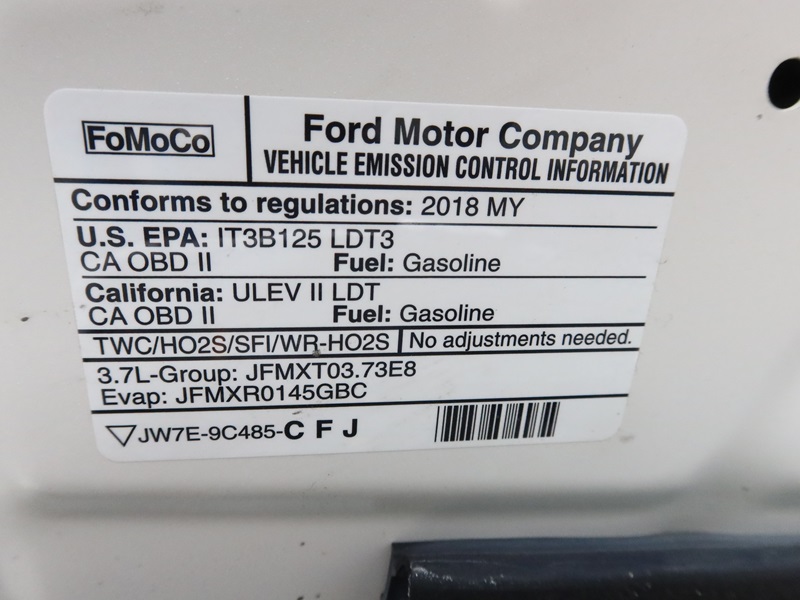 FoMoCo
Ford Motor Company
VEHICLE EMISSION CONTROL INFORMATION
Conforms to regulations: 2018 MY
U.S. EPA: IT3B125 LDT3
CA OBD II Fuel: Gasoline
California: ULEV II LDT
CA OBD II Fuel: Gasoline
TWC/HO2S/SFI/WR-HO2S No adjustments needed.
3.7L-Group: JFMXT03.73E8
Evap: JFMXR0145GBC
JW7E-9C485-C F J